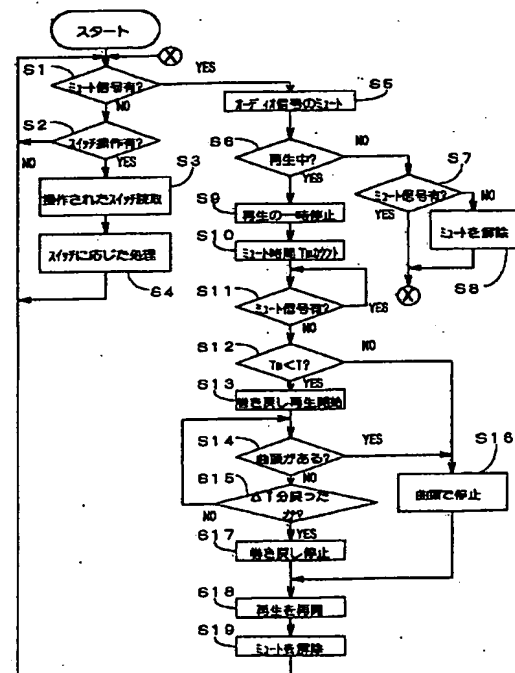 スタート
X
S1
ミュート信号有?
YES
NO
S2
スイッチ操作有?
NO
YES
S3
操作されたスイッチ読取
スイッチに応じた処理
S4
S5
オーディオ信号のミュート
S6
再生中?
NO
YES
S7
ミュート信号有?
NO
YES
ミュートを解除
S8
X
S9
再生の一時停止
S10
ミュート時間Tmカウント
S11
ミュート信号有?
YES
NO
S12
Tm<T?
NO
YES
S13
巻き戻し再生開始
S14
曲頭がある?
YES
NO
S15
ΔT分戻ったか?
NO
YES
S16
曲頭で停止
S17
巻き戻し停止
S18
再生を再開
S19
ミュートを解除